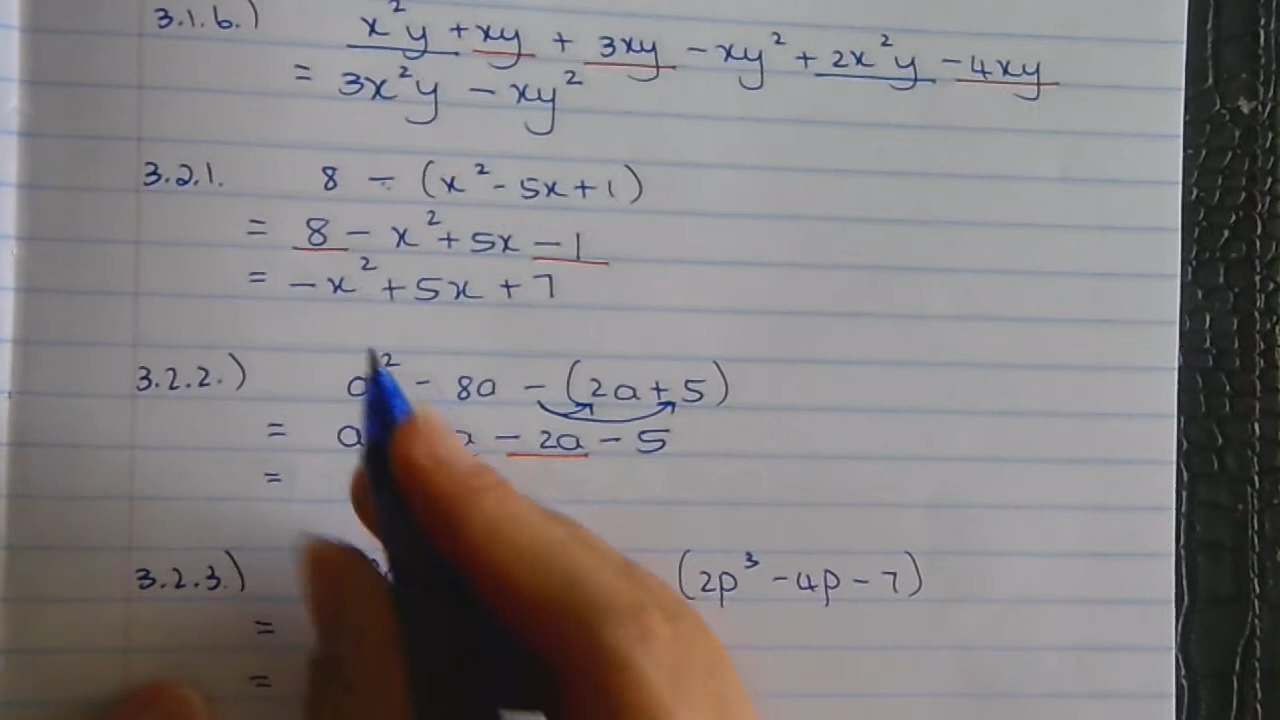 3.1.6.) x²y + xy + 3xy - xy² + 2x²y - 4xy
= 3x²y - xy²
3.2.1. 8 - (x² - 5x + 1)
= 8 - x² + 5x - 1
= -x² + 5x + 7
3.2.2.) a² - 8a - (2a + 5)
= a - 2a - 5
=
3.2.3.) (2p³ - 4p - 7)
=
=